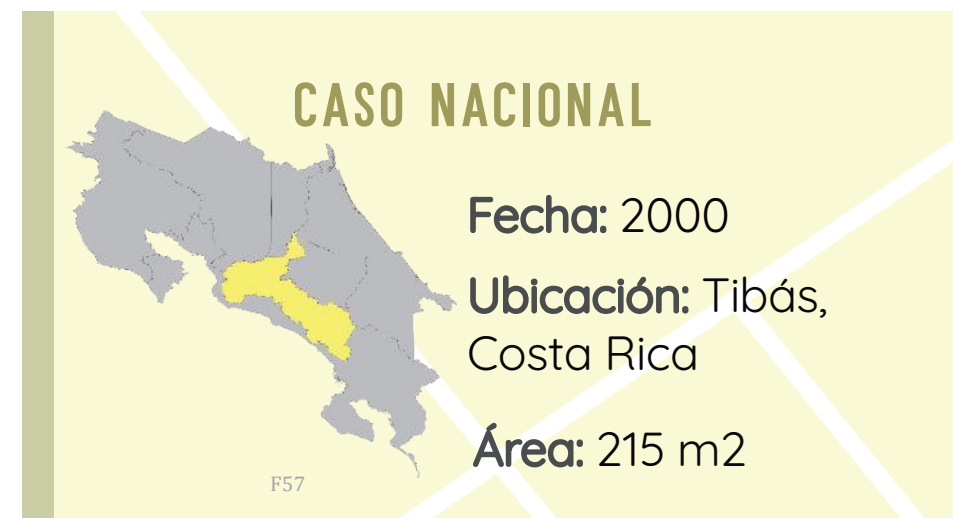 CASO NACIONAL
Fecha: 2000
Ubicación: Tibás,
Costa Rica
Área: 215 m2
F57